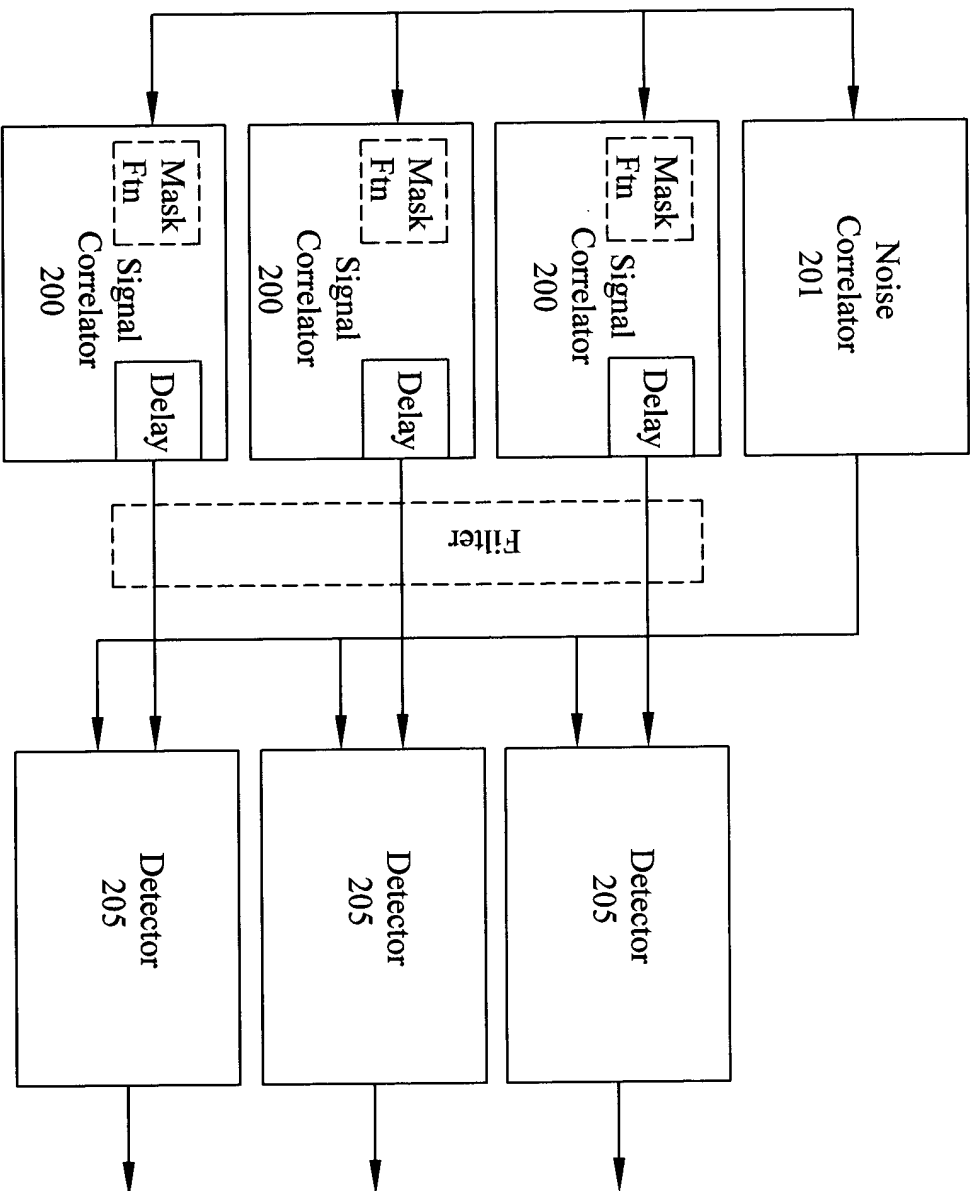 Noise
Correlator
201
Mask
Ftn
Signal
Correlator
200
Delay
Mask
Ftn
Signal
Correlator
200
Delay
Mask
Ftn
Signal
Correlator
200
Delay
Filter
Detector
205
Detector
205
Detector
205